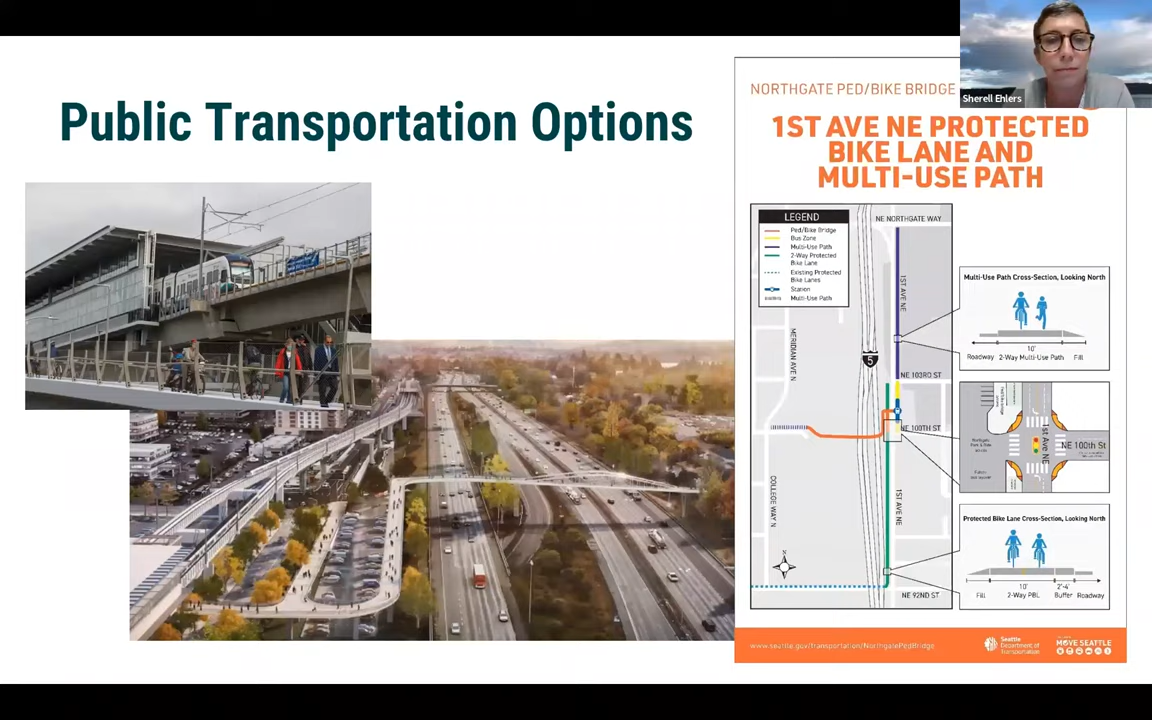 Public Transportation Options
Sherell Ehlers
NORTHGATE PED/BIKE BRIDGE
1ST AVE NE PROTECTED
BIKE LANE AND
MULTI-USE PATH
LEGEND
Ped/Bike Bridge
Bus Zone
Multi-Use Path
2-Way Protected
Bike Lane
Existing Protected
Bike Lanes
Station
Multi-Use Path
NE NORTHGATE WAY
1ST AVE NE
MERIDIAN AVE N
5
NE 103RD ST
NE 100TH ST
COLLEGE WAY N
1ST AVE NE
N
NE 92ND ST
Multi-Use Path Cross-Section, Looking North
10'
Roadway 2-Way Multi-Use Path Fill
1st Ave NE
NE 100th St
Protected Bike Lane Cross-Section, Looking North
10' 2'-4'
Fill 2-Way PBL Buffer Roadway
www.seattle.gov/transportation/NorthgatePedBridge
Seattle
Department of
Transportation
MOVE SEATTLE